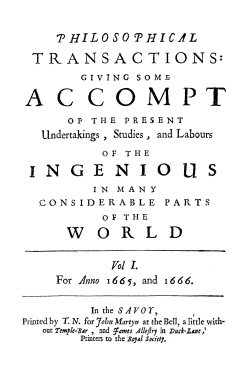 PHILOSOPHICAL
TRANSACTIONS:
GIVING SOME
ACCOMPT
OF THE PRESENT
Undertakings, Studies, and Labours
OF THE
INGENIOUS
IN MANY
CONSIDERABLE PARTS
OF THE
WORLD
Vol I.
For Anno 1665, and 1666.
In the SAVOY,
Printed by T. N. for John Martyn at the Bell, a little with-
out Temple-Bar, and James Allestry in Duck-Lane,
Printers to the Royal Society.